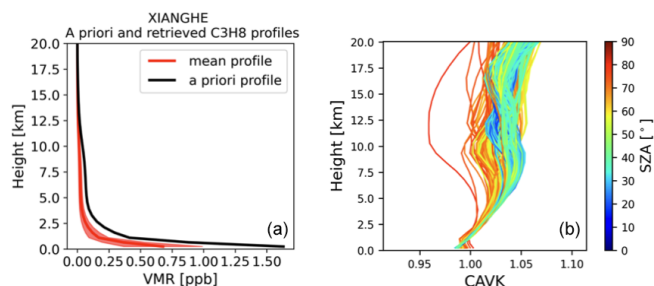 XIANGHE
A priori and retrieved C3H8 profiles
20.0
17.5
15.0
12.5
10.0
7.5
5.0
2.5
0.0
Height [km]
mean profile
a priori profile
(a)
0.00 0.25 0.50 0.75 1.00 1.25 1.50
VMR [ppb]
20.0
17.5
15.0
12.5
10.0
7.5
5.0
2.5
0.0
Height [km]
(b)
0.95 1.00 1.05 1.10
CAVK
90
80
70
60
50
40
30
20
10
0
SZA [°]